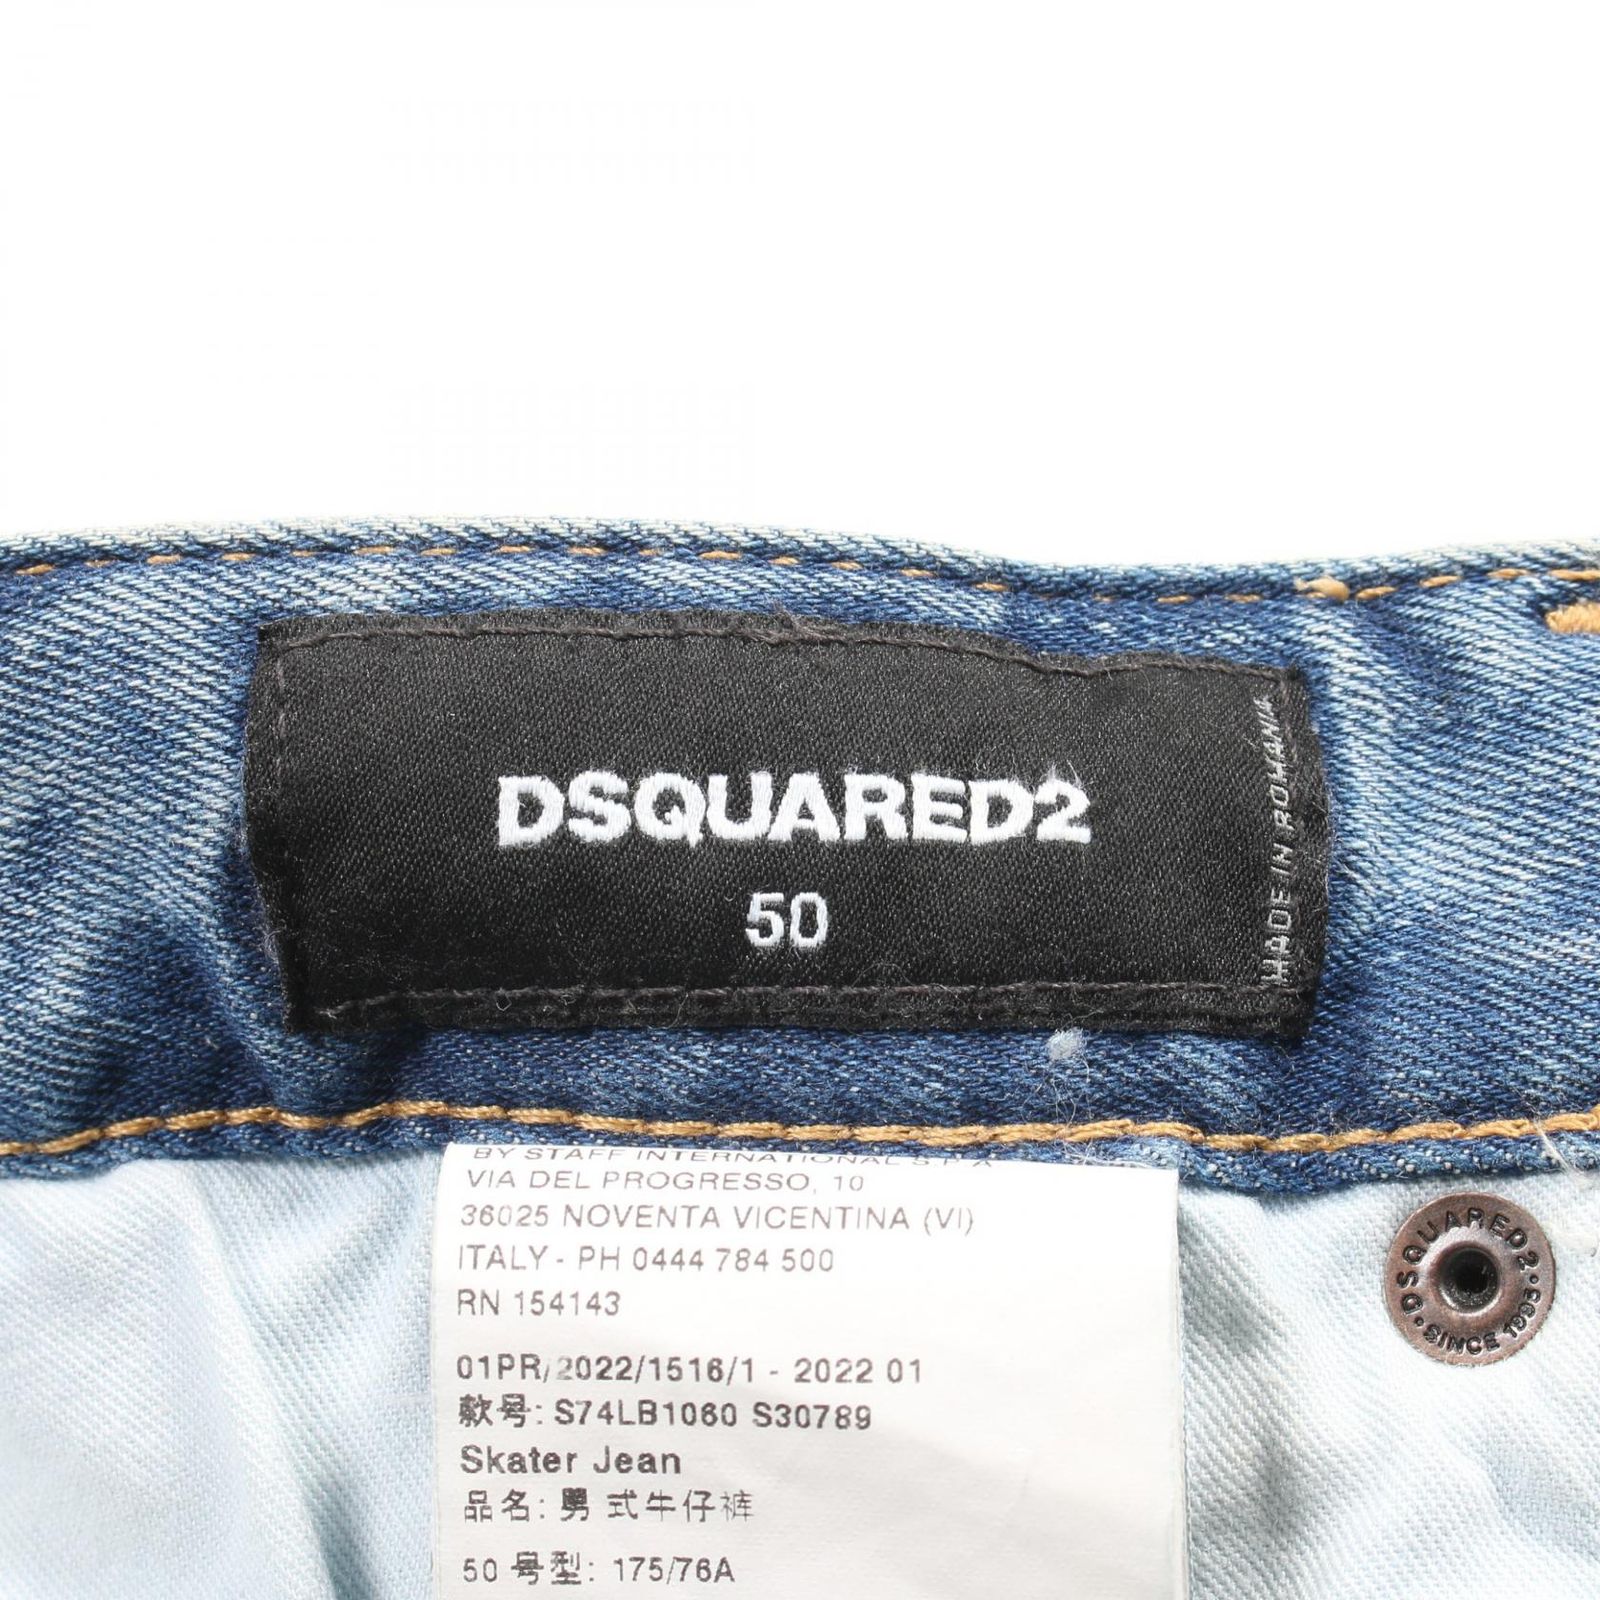 DSQUARED2
50
MADE IN ROMANIA
BY STAFF INTERNATIONAL S.P.A
VIA DEL PROGRESSO, 10
36025 NOVENTA VICENTINA (VI)
ITALY - PH 0444 784 500
RN 154143
01PR/2022/1516/1 - 2022 01
款号: S74LB1060 S30789
Skater Jean
品名: 男式牛仔裤
50 号型: 175/76A
DSQUARED2 • SINCE 1995 •